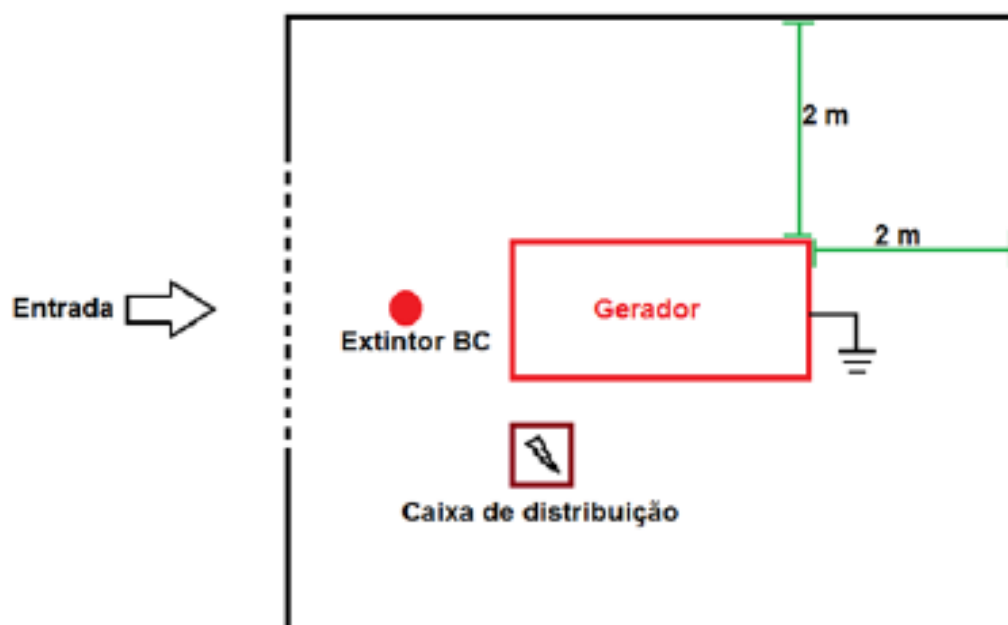 2 m
2 m
Entrada
Gerador
Extintor BC
Caixa de distribuição